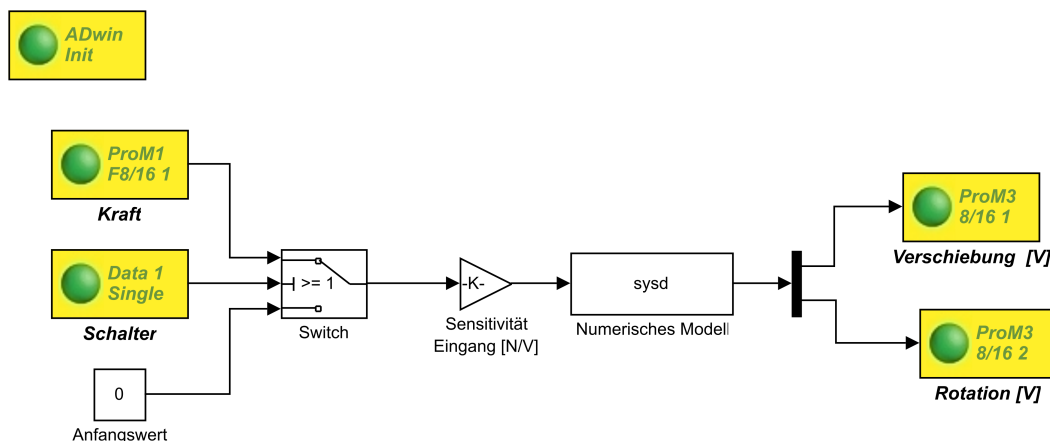 ADwin
Init
ProM1
F8/16 1
Kraft
Data 1
Single
Schalter
0
Anfangswert
>= 1
Switch
-K-
Sensitivität
Eingang [N/V]
sysd
Numerisches Modell
ProM3
8/16 1
Verschiebung [V]
ProM3
8/16 2
Rotation [V]